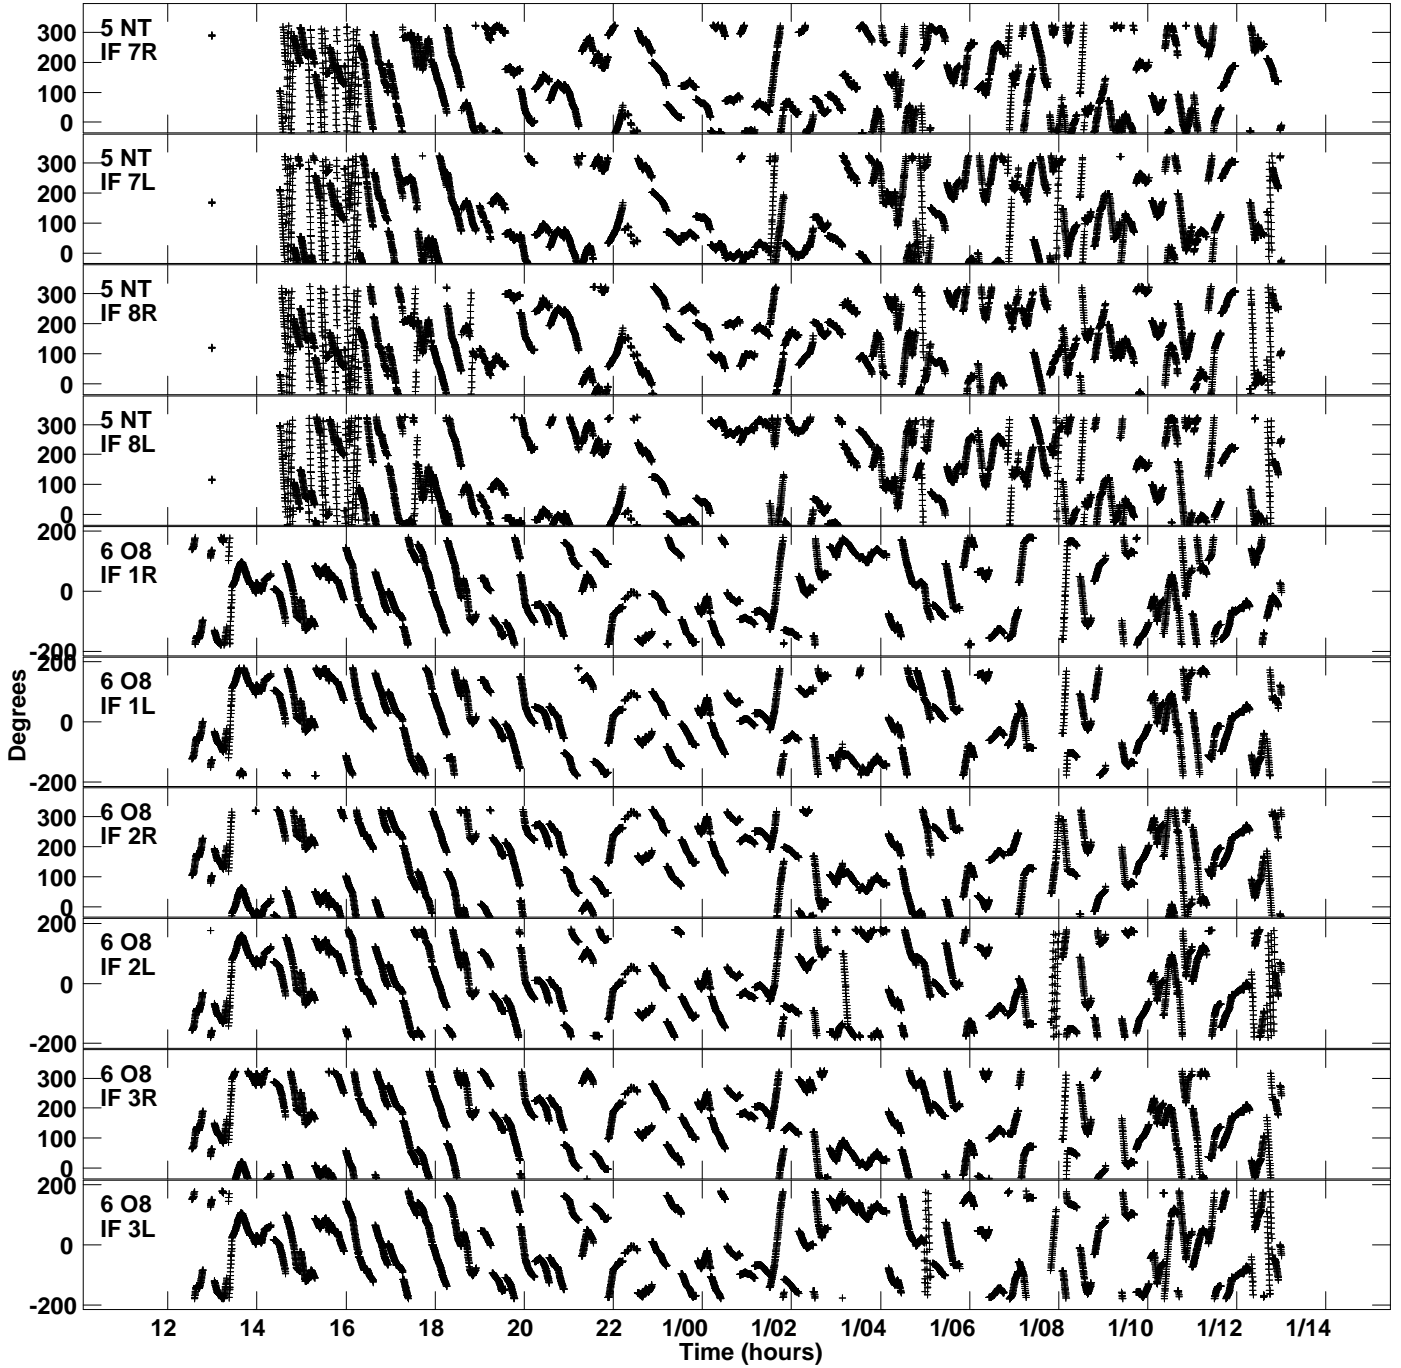 300 5 NT
200 IF 7R
100
0
300 5 NT
200 IF 7L
100
0
300 5 NT
200 IF 8R
100
0
300 5 NT
200 IF 8L
100
0
200 6 O8
0 IF 1R
-200
200 6 O8
0 IF 1L
-200
300 6 O8
200 IF 2R
100
0
200 6 O8
0 IF 2L
-200
300 6 O8
200 IF 3R
100
0
200 6 O8
0 IF 3L
-200
Degrees
12 14 16 18 20 22 1/00 1/02 1/04 1/06 1/08 1/10 1/12 1/14
Time (hours)